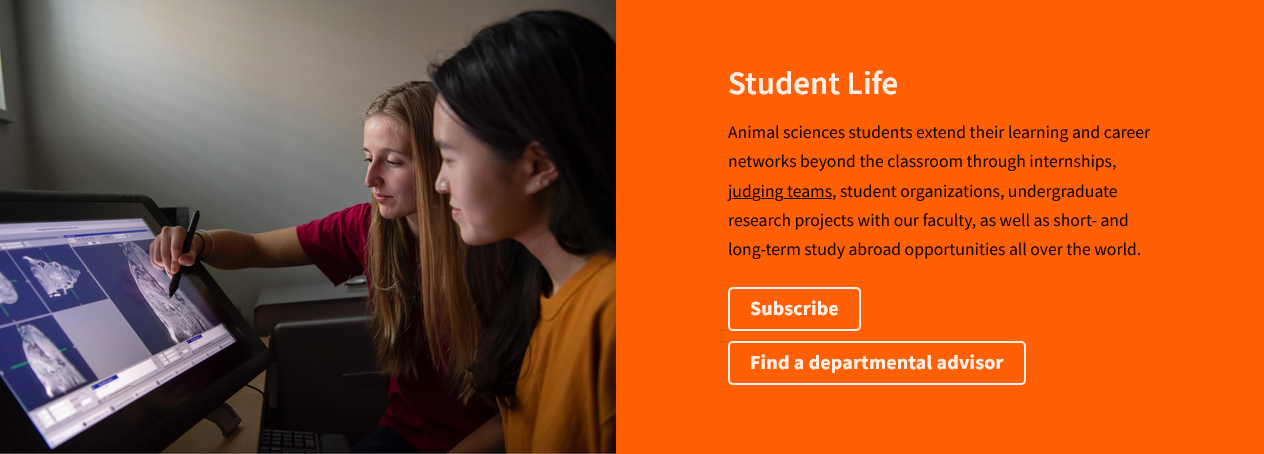 Student Life
Animal sciences students extend their learning and career
networks beyond the classroom through internships,
judging teams, student organizations, undergraduate
research projects with our faculty, as well as short- and
long-term study abroad opportunities all over the world.
Subscribe
Find a departmental advisor